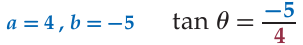 a = 4 , b = −5    tan θ = −5/4